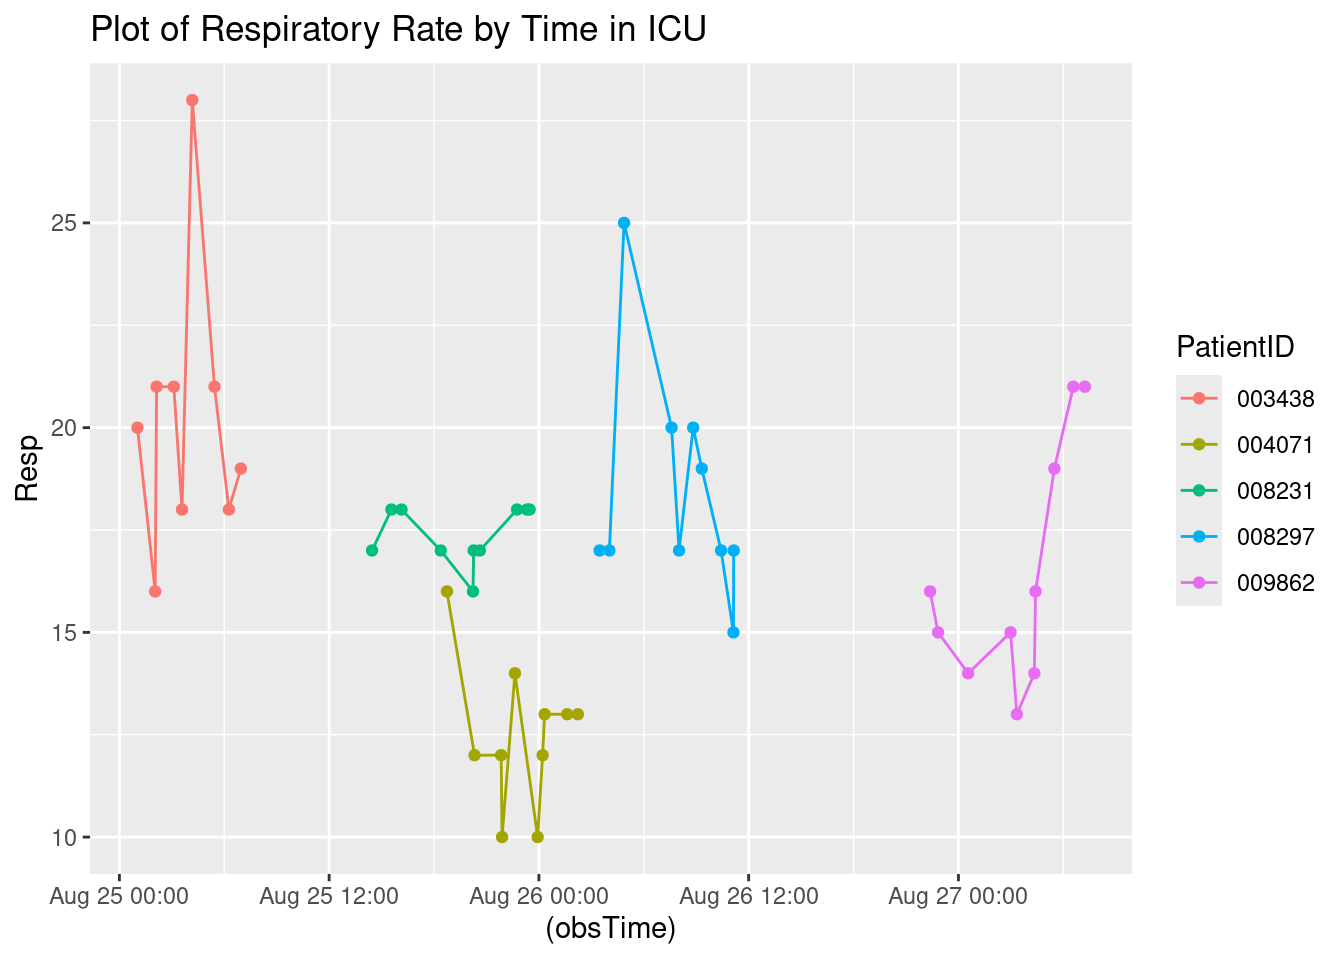 Plot of Respiratory Rate by Time in ICU
Resp
25
20
15
10
Aug 25 00:00 Aug 25 12:00 Aug 26 00:00 Aug 26 12:00 Aug 27 00:00
(obsTime)
PatientID
003438
004071
008231
008297
009862